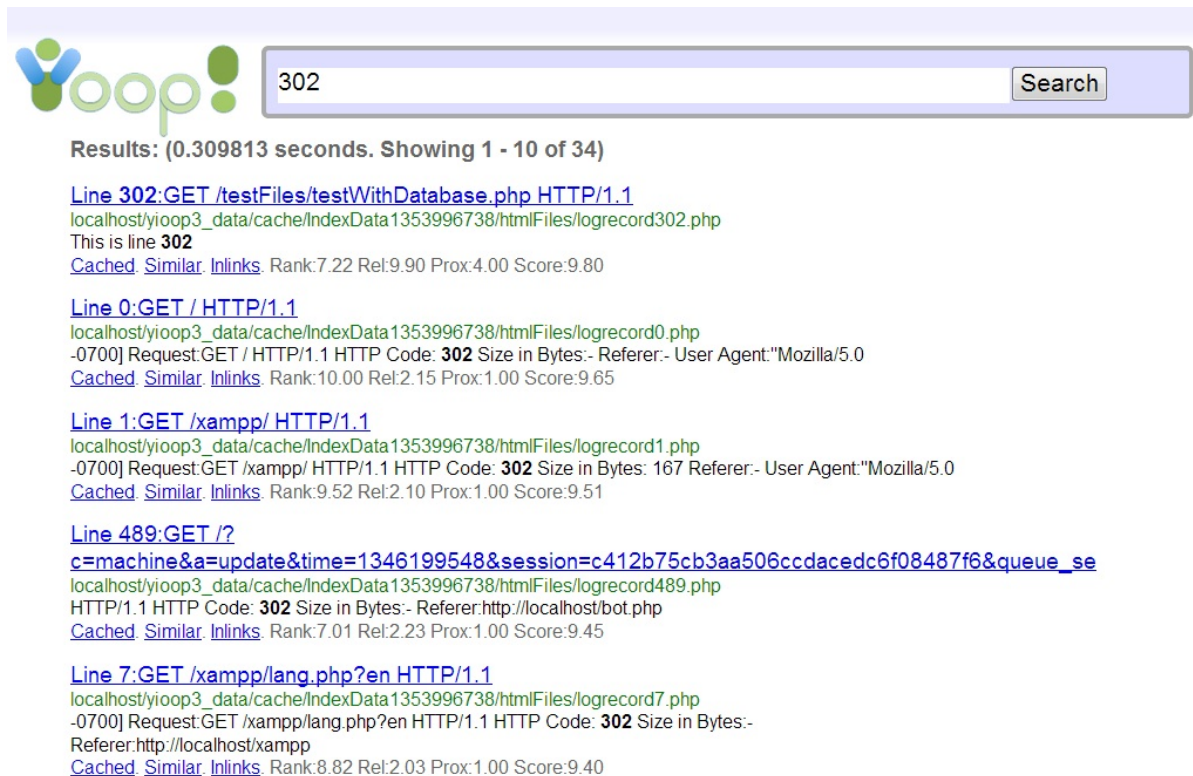 Yioop!
302
Search
Results: (0.309813 seconds. Showing 1 - 10 of 34)
Line 302:GET /testFiles/testWithDatabase.php HTTP/1.1
localhost/yioop3_data/cache/IndexData1353996738/htmlFiles/logrecord302.php
This is line 302
Cached. Similar. Inlinks. Rank:7.22 Rel:9.90 Prox:4.00 Score:9.80
Line 0:GET / HTTP/1.1
localhost/yioop3_data/cache/IndexData1353996738/htmlFiles/logrecord0.php
-0700] Request:GET / HTTP/1.1 HTTP Code: 302 Size in Bytes:- Referer:- User Agent:"Mozilla/5.0
Cached. Similar. Inlinks. Rank:10.00 Rel:2.15 Prox:1.00 Score:9.65
Line 1:GET /xampp/ HTTP/1.1
localhost/yioop3_data/cache/IndexData1353996738/htmlFiles/logrecord1.php
-0700] Request:GET /xampp/ HTTP/1.1 HTTP Code: 302 Size in Bytes: 167 Referer:- User Agent:"Mozilla/5.0
Cached. Similar. Inlinks. Rank:9.52 Rel:2.10 Prox:1.00 Score:9.51
Line 489:GET /?
c=machine&a=update&time=1346199548&session=c412b75cb3aa506ccdacedc6f08487f6&queue_se
localhost/yioop3_data/cache/IndexData1353996738/htmlFiles/logrecord489.php
HTTP/1.1 HTTP Code: 302 Size in Bytes:- Referer:http://localhost/bot.php
Cached. Similar. Inlinks. Rank:7.01 Rel:2.23 Prox:1.00 Score:9.45
Line 7:GET /xampp/lang.php?en HTTP/1.1
localhost/yioop3_data/cache/IndexData1353996738/htmlFiles/logrecord7.php
-0700] Request:GET /xampp/lang.php?en HTTP/1.1 HTTP Code: 302 Size in Bytes:-
Referer:http://localhost/xampp
Cached. Similar. Inlinks. Rank:8.82 Rel:2.03 Prox:1.00 Score:9.40